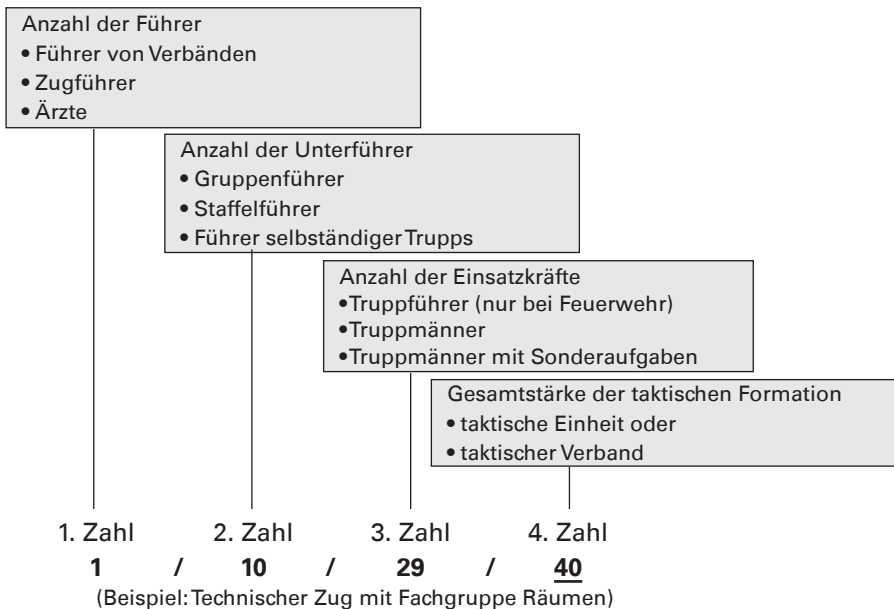 Anzahl der Führer
• Führer von Verbänden
• Zugführer
• Ärzte
Anzahl der Unterführer
• Gruppenführer
• Staffelführer
• Führer selbständiger Trupps
Anzahl der Einsatzkräfte
•Truppführer (nur bei Feuerwehr)
•Truppmänner
•Truppmänner mit Sonderaufgaben
Gesamtstärke der taktischen Formation
• taktische Einheit oder
• taktischer Verband
1. Zahl 2. Zahl 3. Zahl 4. Zahl
1 / 10 / 29 / 40
(Beispiel: Technischer Zug mit Fachgruppe Räumen)